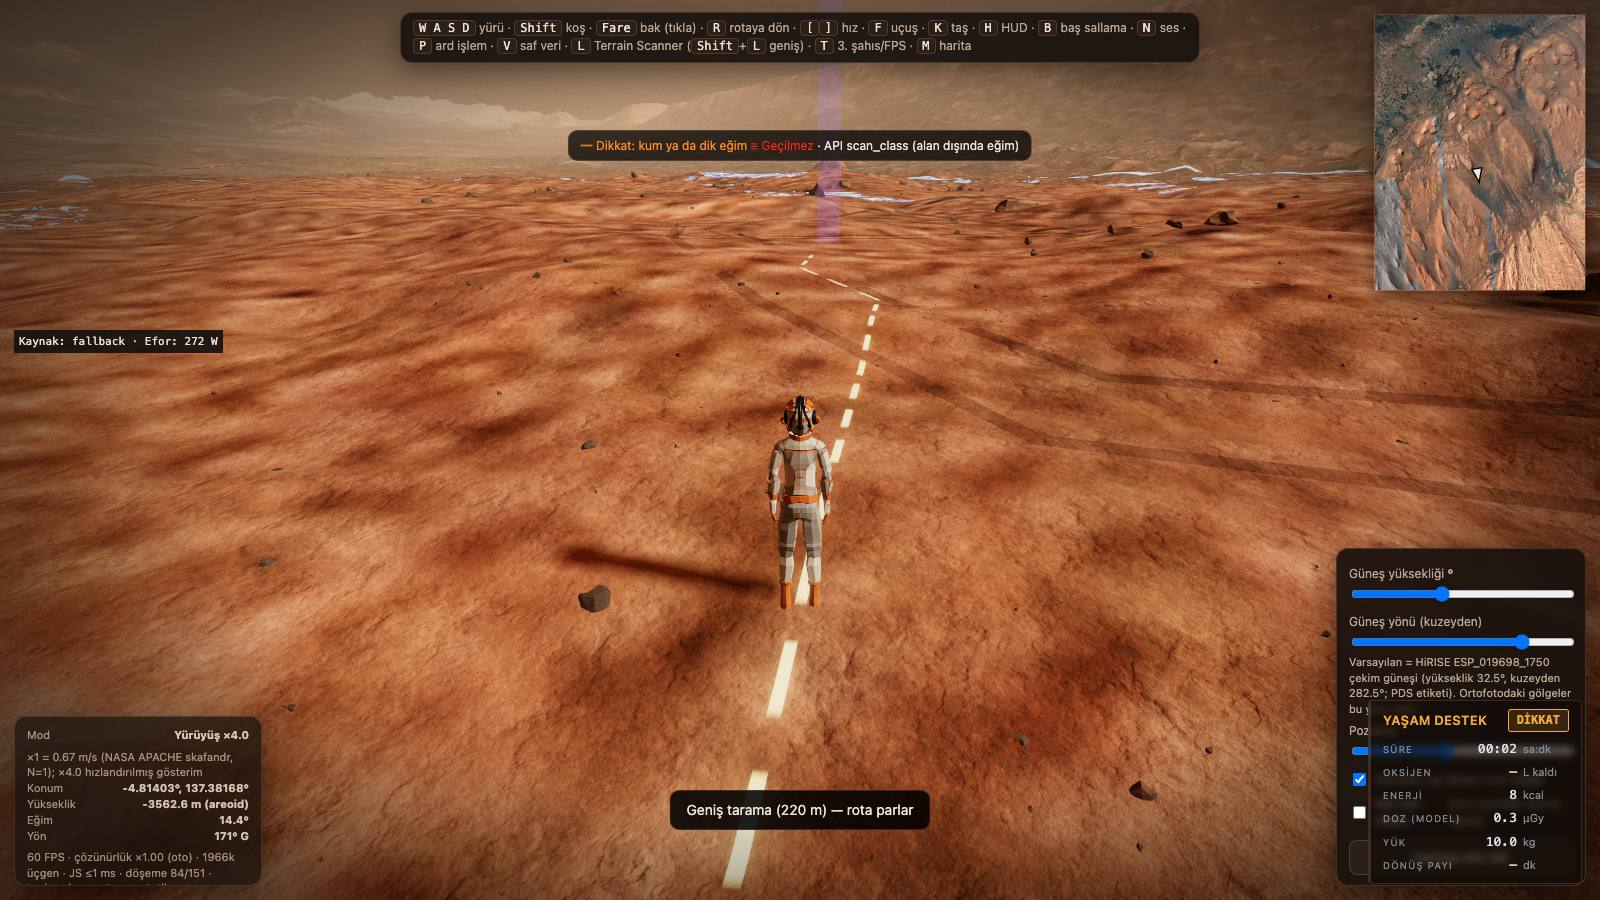 W A S D yürü · Shift koş · Fare bak (tıkla) · R rotaya dön · [ ] hız · F uçuş · K taş · H HUD · B baş sallama · N ses ·
P ard işlem · V saf veri · L Terrain Scanner (Shift+L geniş) · T 3. şahıs/FPS · M harita
— Dikkat: kum ya da dik eğim ≡ Geçilmez · API scan_class (alan dışında eğim)
Kaynak: fallback · Efor: 272 W
Güneş yüksekliği °
Güneş yönü (kuzeyden)
Varsayılan = HiRISE ESP_019698_1750
çekim güneşi (yükseklik 32.5°, kuzeyden
282.5°; PDS etiketi). Ortofotodaki gölgeler
bu
Poz
YAŞAM DESTEK DİKKAT
SÜRE 00:02 sa:dk
OKSİJEN — L kaldı
ENERJİ 8 kcal
DOZ (MODEL) 0.3 µGy
YÜK 10.0 kg
DÖNÜŞ PAYI — dk
Mod Yürüyüş ×4.0
×1 = 0.67 m/s (NASA APACHE skafandr,
N=1); ×4.0 hızlandırılmış gösterim
Konum -4.81403°, 137.38168°
Yükseklik -3562.6 m (areoid)
Eğim 14.4°
Yön 171° G
60 FPS · çözünürlük ×1.00 (oto) · 1966k
üçgen · JS ≤1 ms · döşeme 84/151 ·
Geniş tarama (220 m) — rota parlar